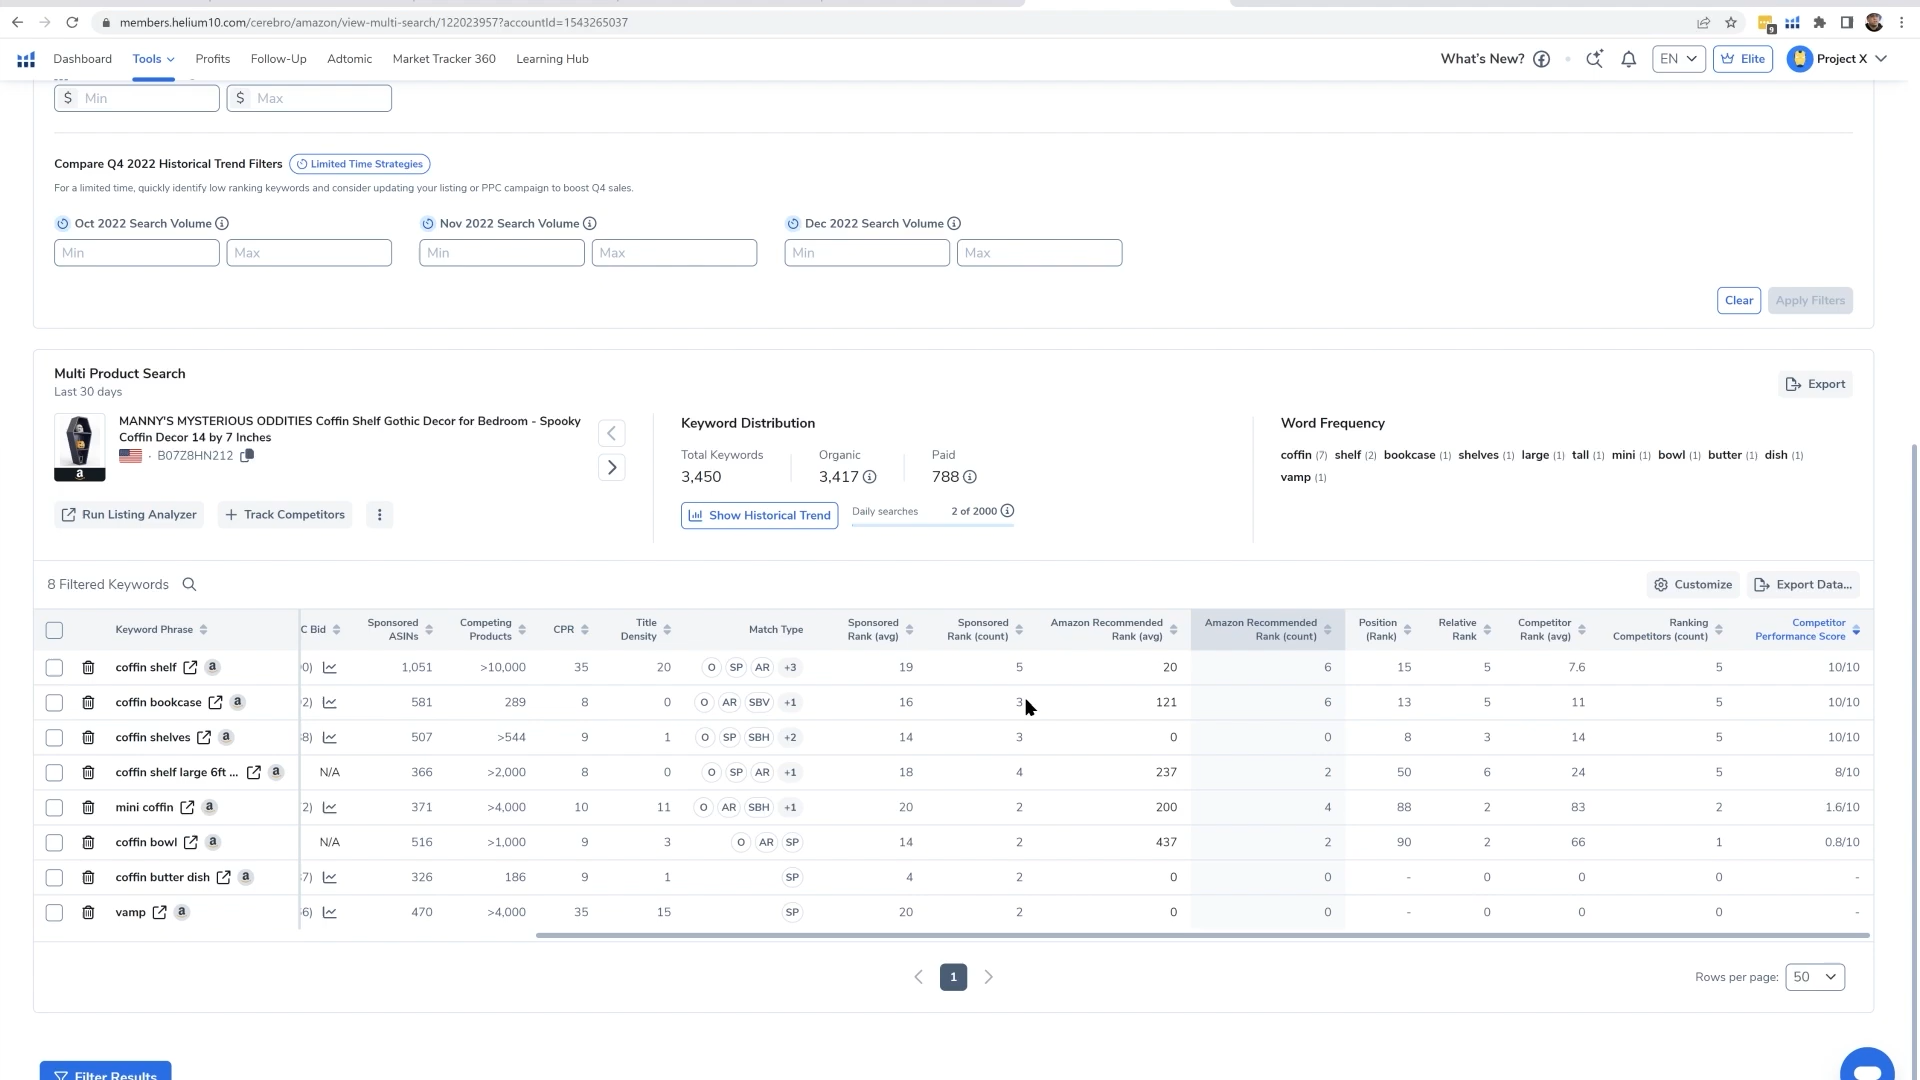 members.helium10.com/cerebro/amazon/view-multi-search/122023957?accountId=1543265037
9
Dashboard Tools Profits Follow-Up Adtomic Market Tracker 360 Learning Hub What's New? EN Elite Project X
$ Min $ Max
Compare Q4 2022 Historical Trend Filters Limited Time Strategies
For a limited time, quickly identify low ranking keywords and consider updating your listing or PPC campaign to boost Q4 sales.
Oct 2022 Search Volume Nov 2022 Search Volume Dec 2022 Search Volume
Min Max Min Max Min Max
Clear Apply Filters
Multi Product Search
Last 30 days
Export
MANNY'S MYSTERIOUS ODDITIES Coffin Shelf Gothic Decor for Bedroom - Spooky
Coffin Decor 14 by 7 Inches
· B07Z8HN212
a
Run Listing Analyzer + Track Competitors
Keyword Distribution
Total Keywords Organic Paid
3,450 3,417 788
Show Historical Trend Daily searches 2 of 2000
Word Frequency
coffin (7) shelf (2) bookcase (1) shelves (1) large (1) tall (1) mini (1) bowl (1) butter (1) dish (1)
vamp (1)
8 Filtered Keywords Customize Export Data...
Keyword Phrase C Bid Sponsored ASINs Competing Products CPR Title Density Match Type Sponsored Rank (avg) Sponsored Rank (count) Amazon Recommended Rank (avg) Amazon Recommended Rank (count) Position (Rank) Relative Rank Competitor Rank (avg) Ranking Competitors (count) Competitor Performance Score
coffin shelf a 0) 1,051 >10,000 35 20 O SP AR +3 19 5 20 6 15 5 7.6 5 10/10
coffin bookcase a 2) 581 289 8 0 O AR SBV +1 16 3 121 6 13 5 11 5 10/10
coffin shelves a 8) 507 >544 9 1 O SP SBH +2 14 3 0 0 8 3 14 5 10/10
coffin shelf large 6ft ... a N/A 366 >2,000 8 0 O SP AR +1 18 4 237 2 50 6 24 5 8/10
mini coffin a 2) 371 >4,000 10 11 O AR SBH +1 20 2 200 4 88 2 83 2 1.6/10
coffin bowl a N/A 516 >1,000 9 3 O AR SP 14 2 437 2 90 2 66 1 0.8/10
coffin butter dish a 7) 326 186 9 1 SP 4 2 0 0 - 0 0 0 -
vamp a 6) 470 >4,000 35 15 SP 20 2 0 0 - 0 0 0 -
1
Rows per page: 50
Filter Results